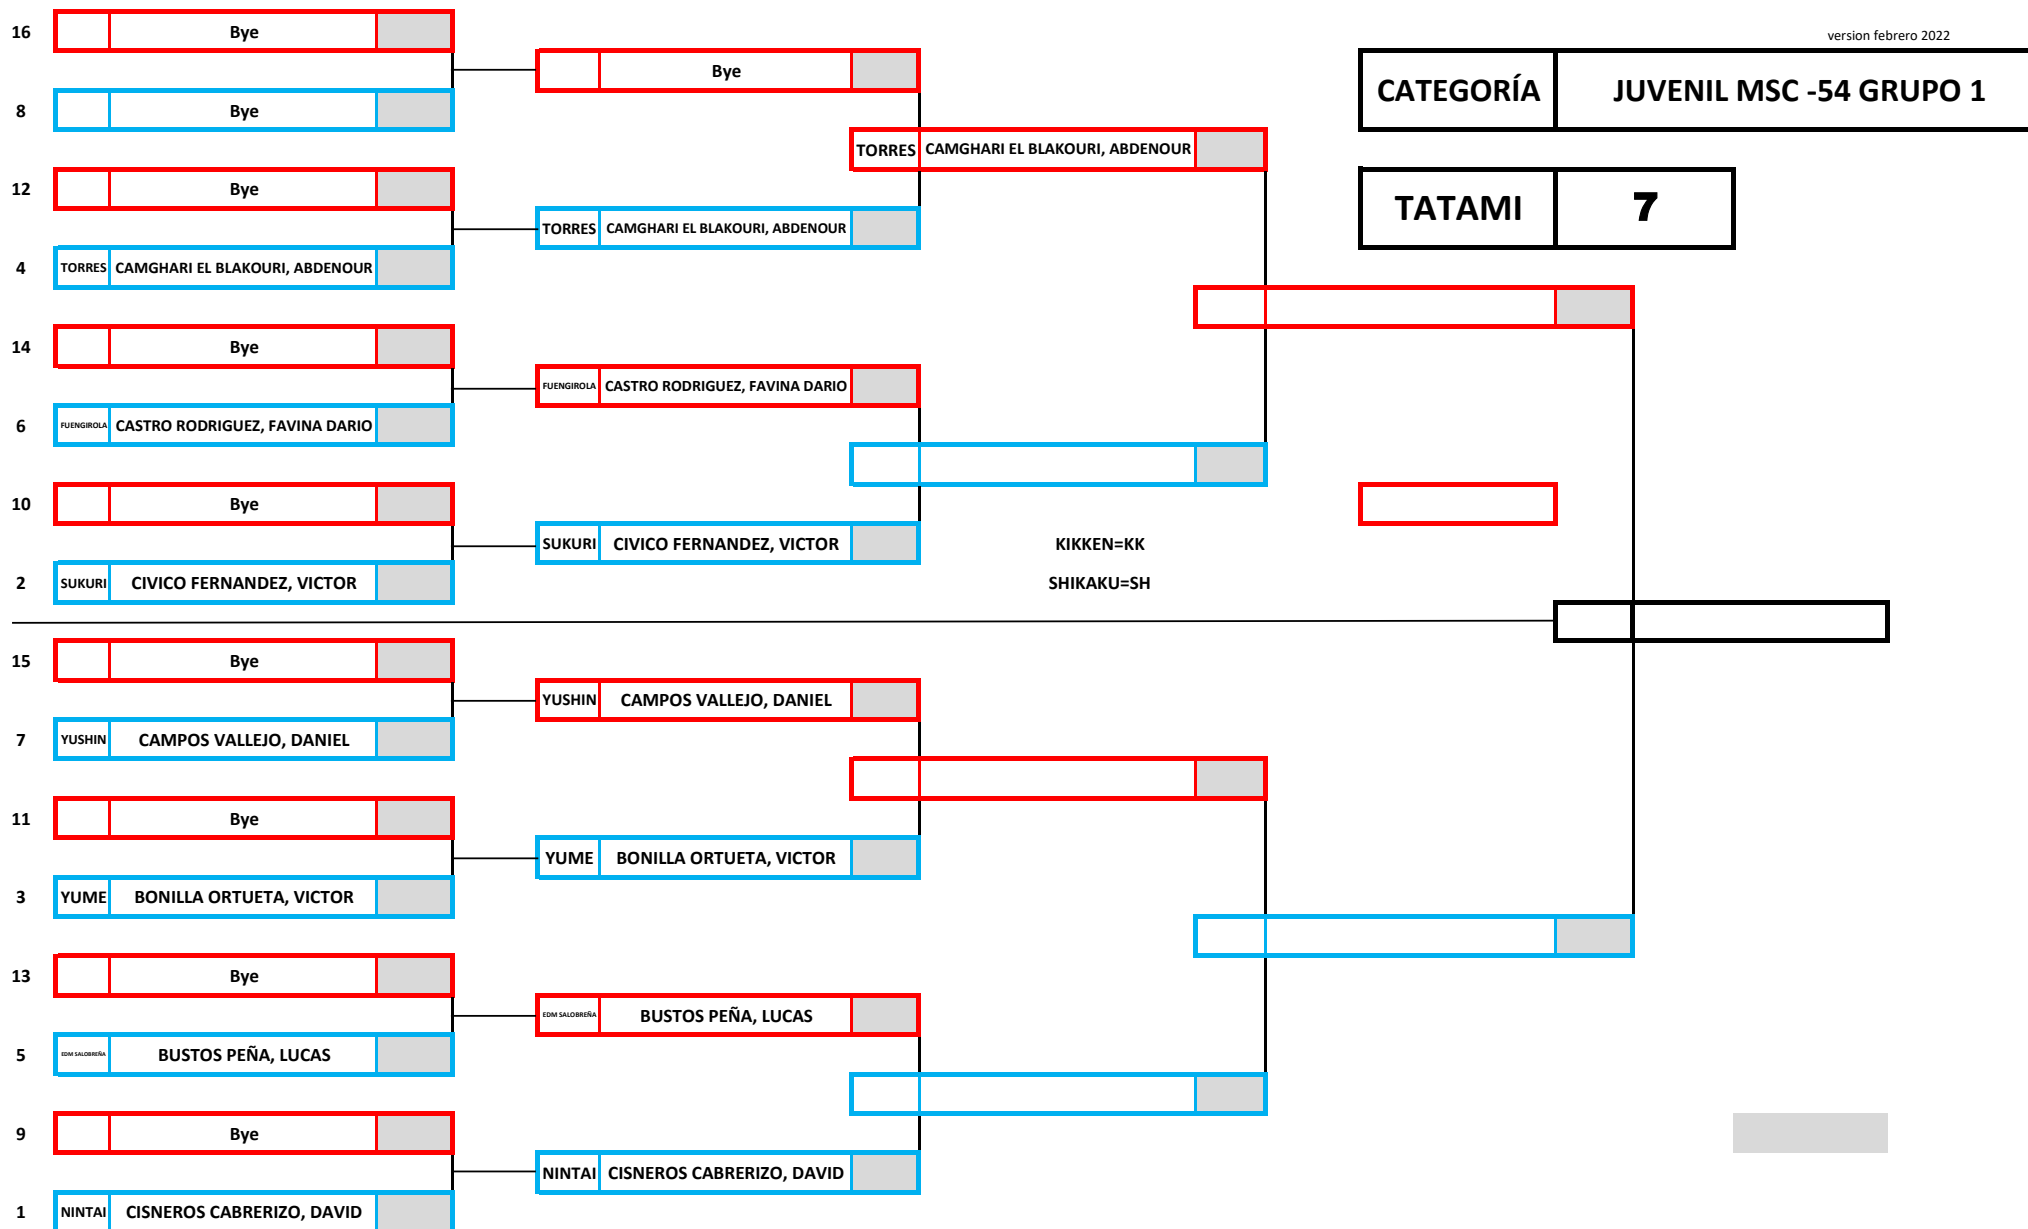 version febrero 2022
CATEGORÍA JUVENIL MSC -54 GRUPO 1
TATAMI 7
16 Bye
8 Bye
12 Bye
4 TORRES CAMGHARI EL BLAKOURI, ABDENOUR
14 Bye
6 FUENGIROLA CASTRO RODRIGUEZ, FAVINA DARIO
10 Bye
2 SUKURI CIVICO FERNANDEZ, VICTOR
15 Bye
7 YUSHIN CAMPOS VALLEJO, DANIEL
11 Bye
3 YUME BONILLA ORTUETA, VICTOR
13 Bye
5 EDM SALOBREÑA BUSTOS PEÑA, LUCAS
9 Bye
1 NINTAI CISNEROS CABRERIZO, DAVID
Bye
TORRES CAMGHARI EL BLAKOURI, ABDENOUR
FUENGIROLA CASTRO RODRIGUEZ, FAVINA DARIO
SUKURI CIVICO FERNANDEZ, VICTOR
YUSHIN CAMPOS VALLEJO, DANIEL
YUME BONILLA ORTUETA, VICTOR
EDM SALOBREÑA BUSTOS PEÑA, LUCAS
NINTAI CISNEROS CABRERIZO, DAVID
TORRES CAMGHARI EL BLAKOURI, ABDENOUR
KIKKEN=KK
SHIKAKU=SH